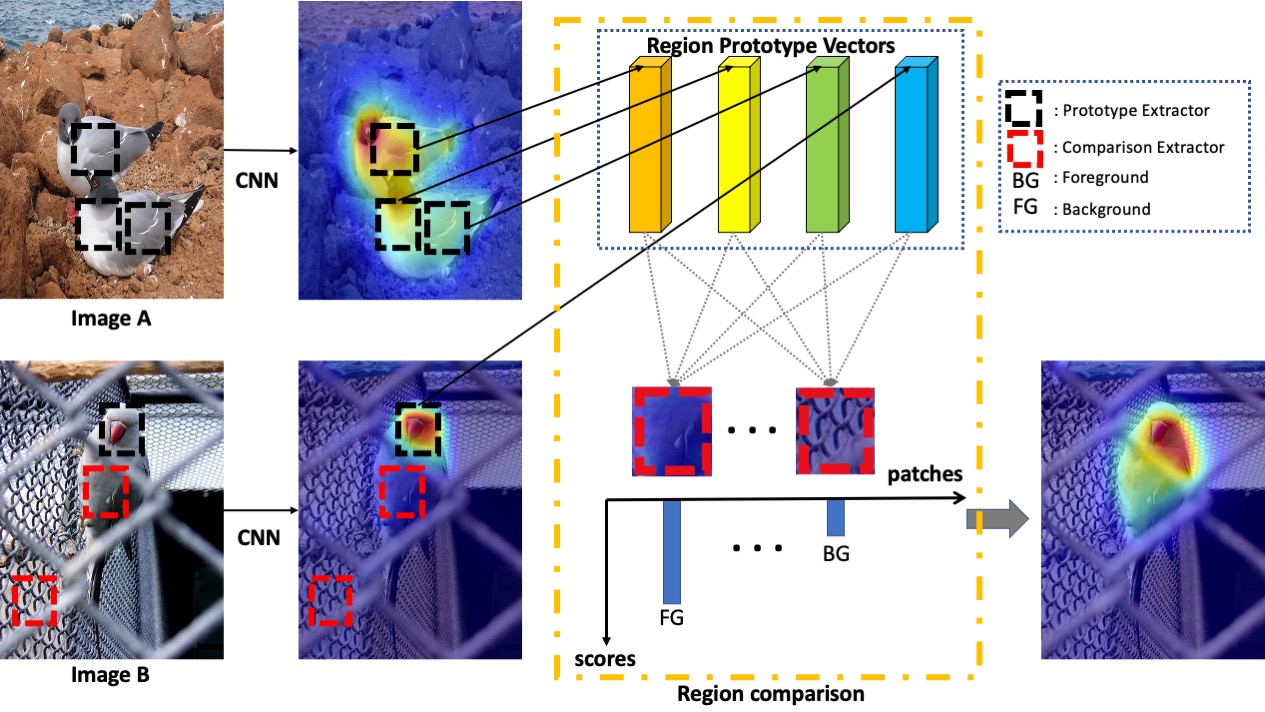 Region Prototype Vectors
: Prototype Extractor
: Comparison Extractor
BG : Foreground
FG : Background
CNN
Image A
CNN
Image B
patches
BG
FG
scores
Region comparison